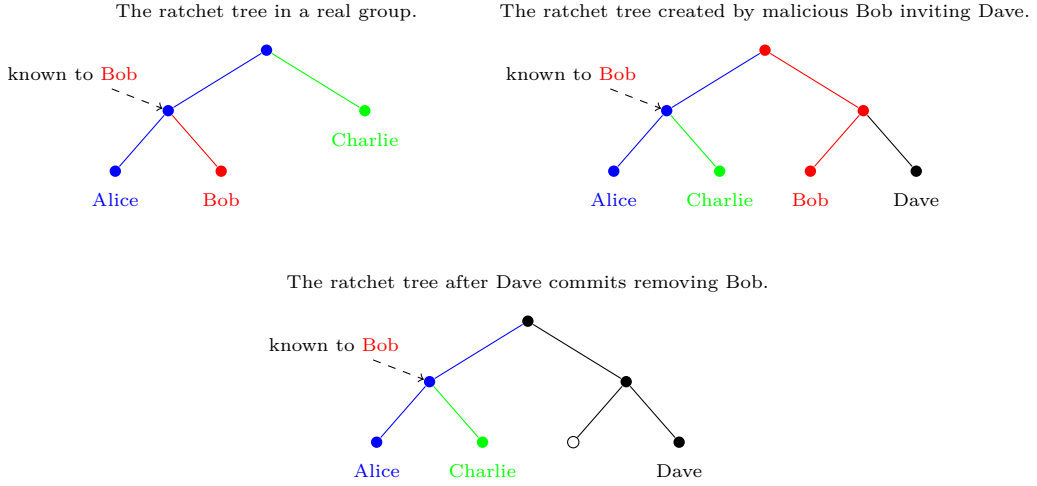 The ratchet tree in a real group.
known to Bob
Charlie
Alice
Bob
The ratchet tree created by malicious Bob inviting Dave.
known to Bob
Alice
Charlie
Bob
Dave
The ratchet tree after Dave commits removing Bob.
known to Bob
Alice
Charlie
Dave